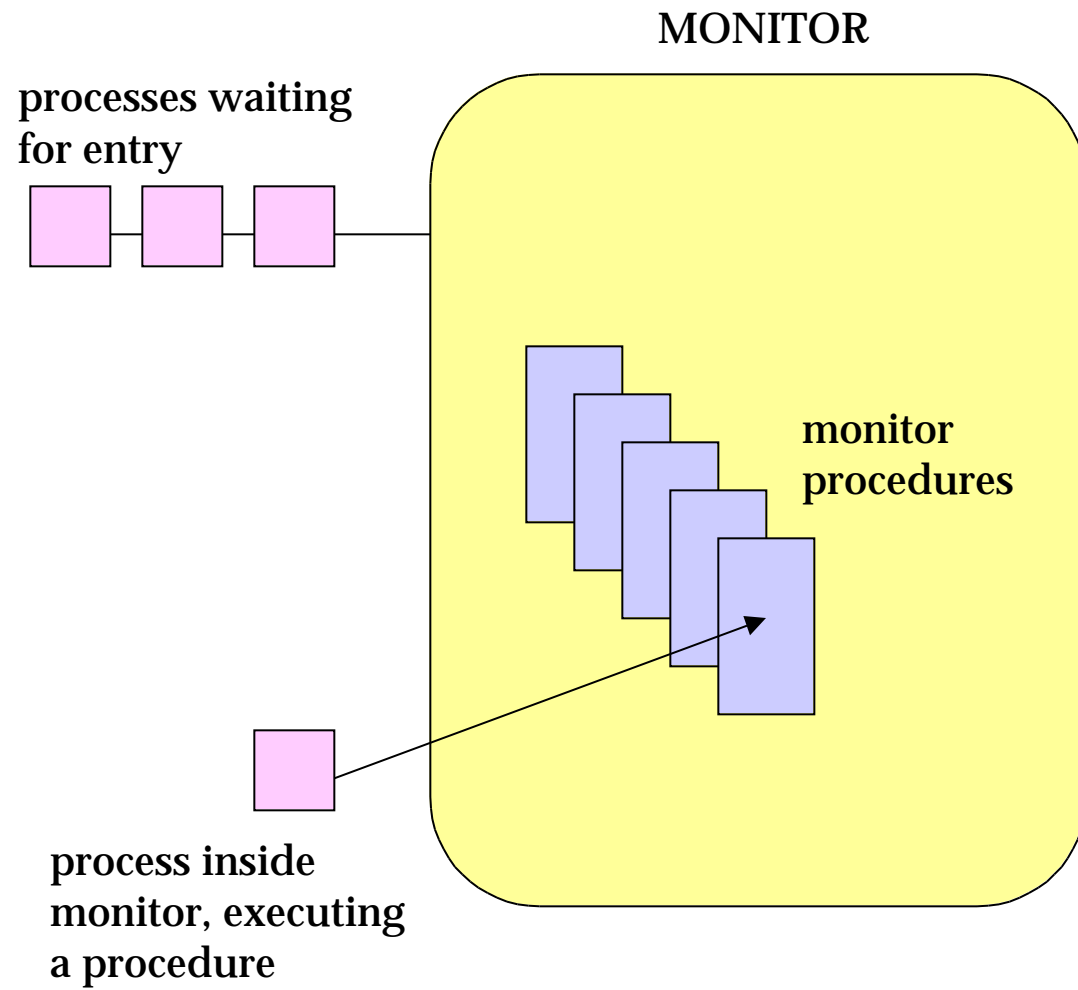 MONITOR
processes waiting
for entry
monitor
procedures
process inside
monitor, executing
a procedure